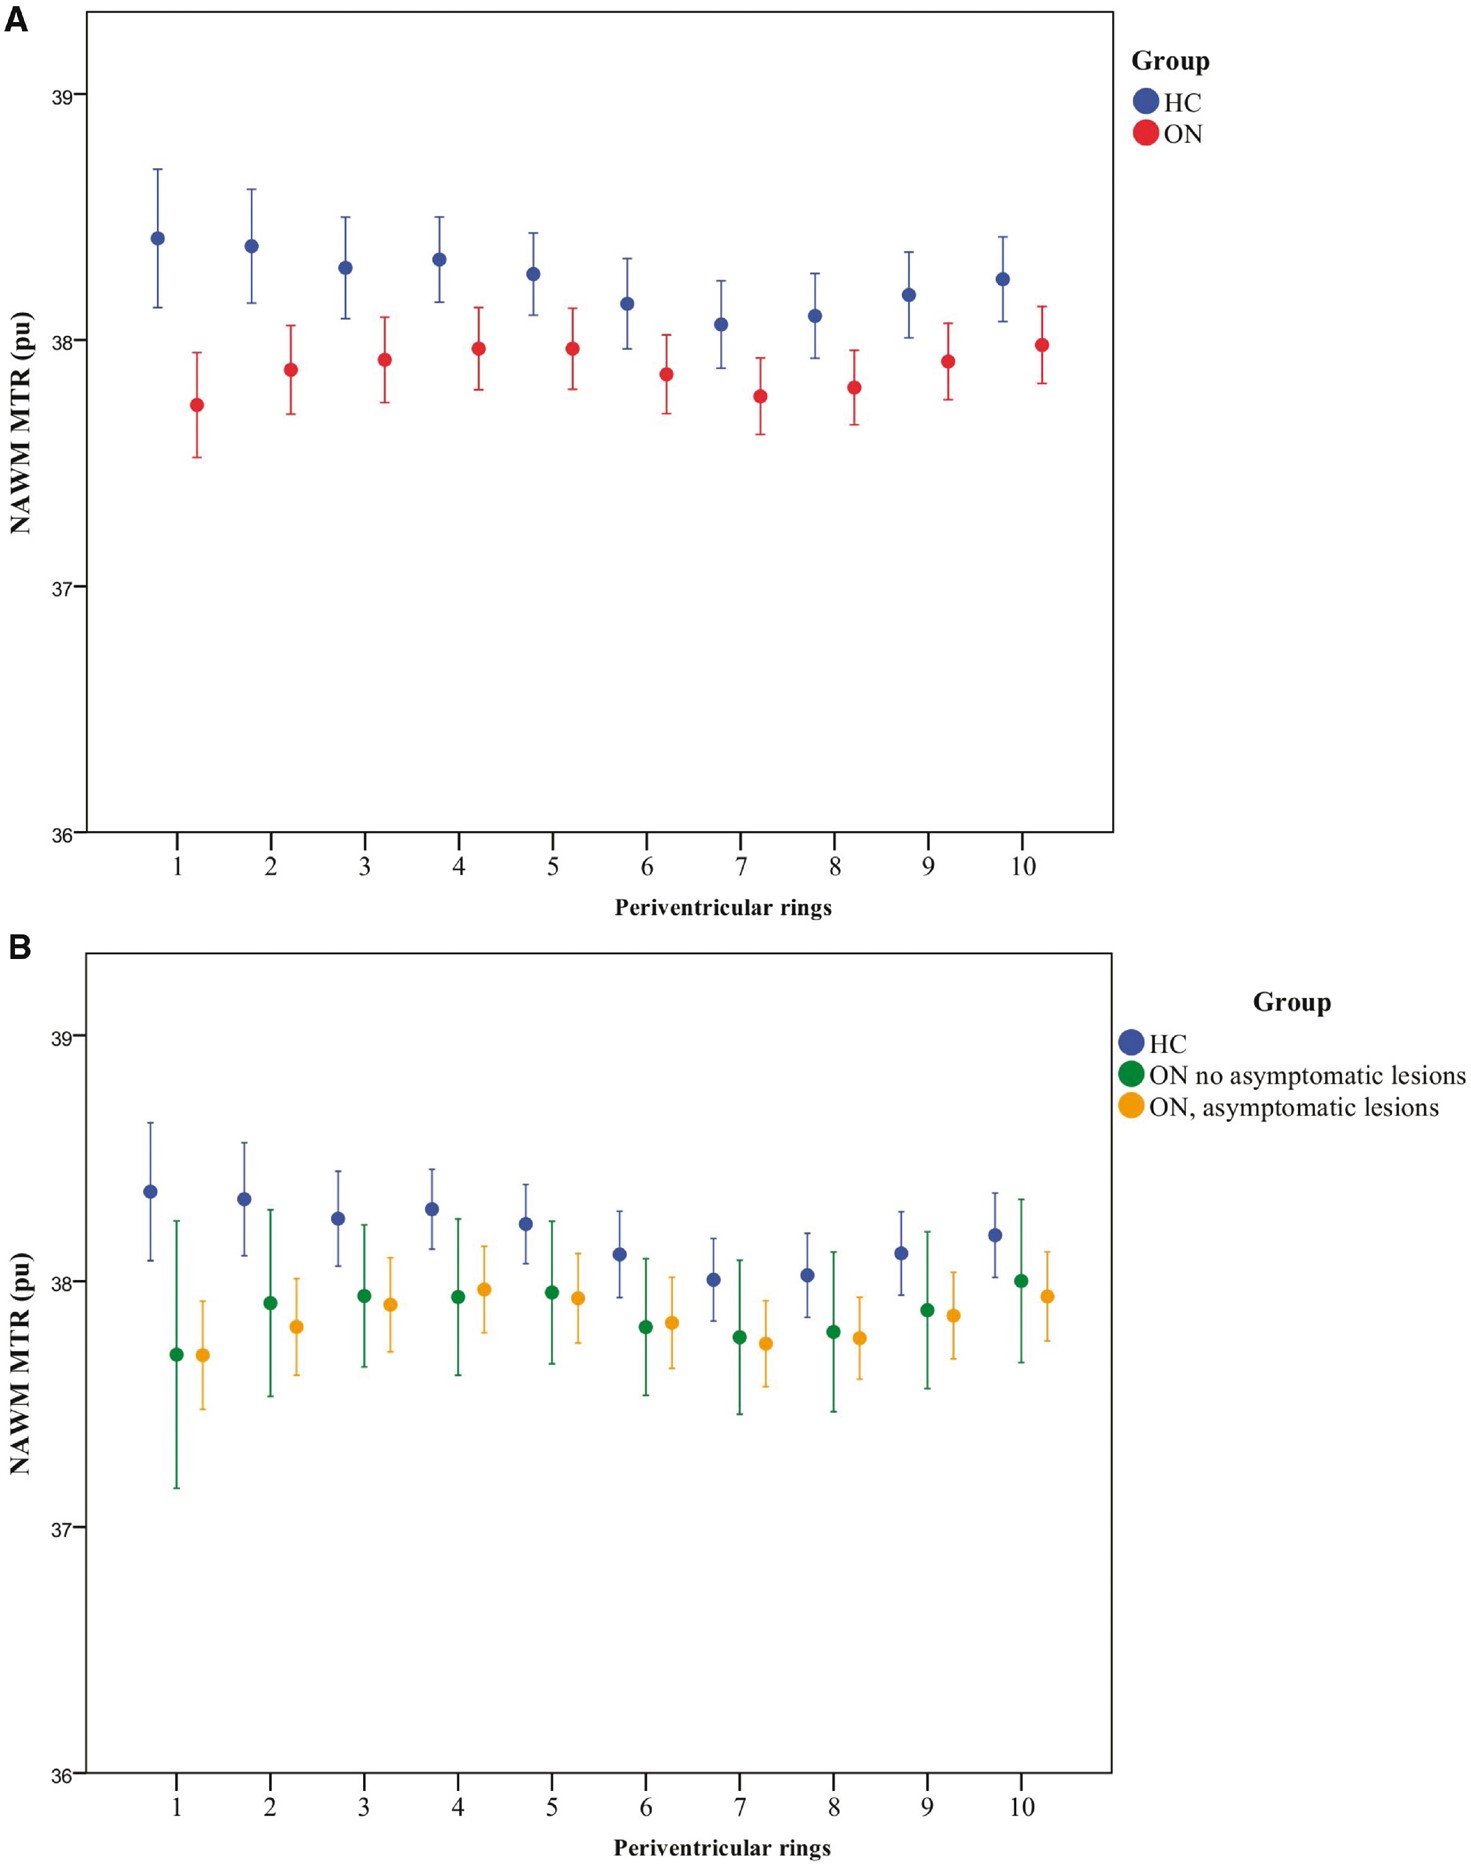 A
Group
HC
ON
39
38
37
36
NAWM MTR (pu)
1 2 3 4 5 6 7 8 9 10
Periventricular rings
B
Group
HC
ON no asymptomatic lesions
ON, asymptomatic lesions
39
38
37
36
NAWM MTR (pu)
1 2 3 4 5 6 7 8 9 10
Periventricular rings